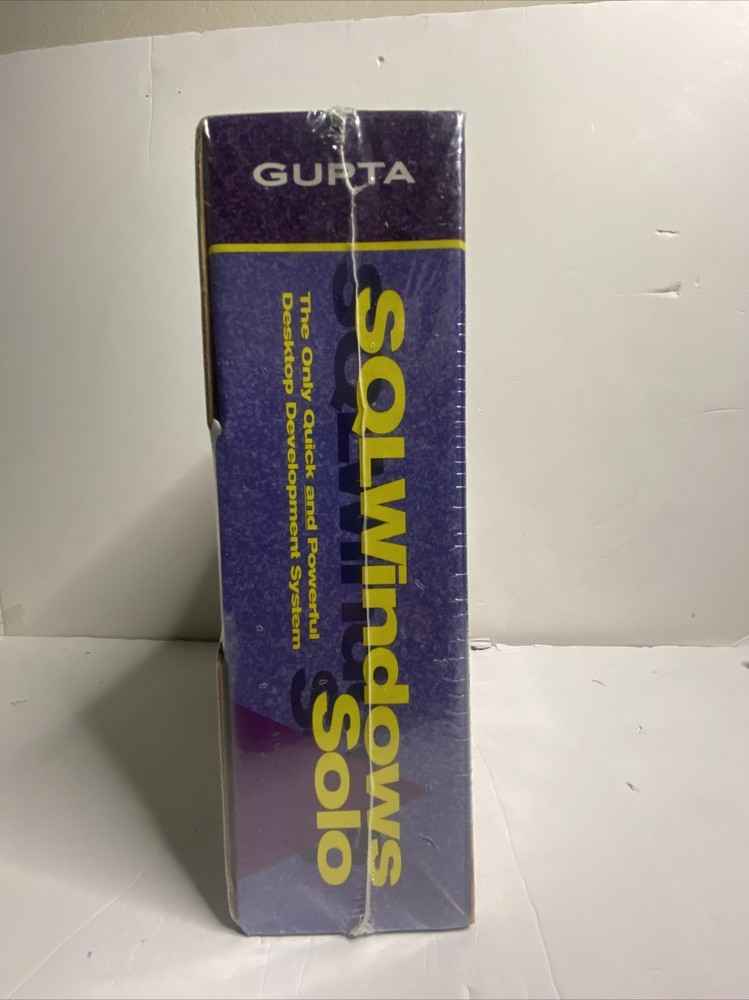 GUPTA
SQLWindows
Solo
The Only Quick and Powerful
Desktop Development System